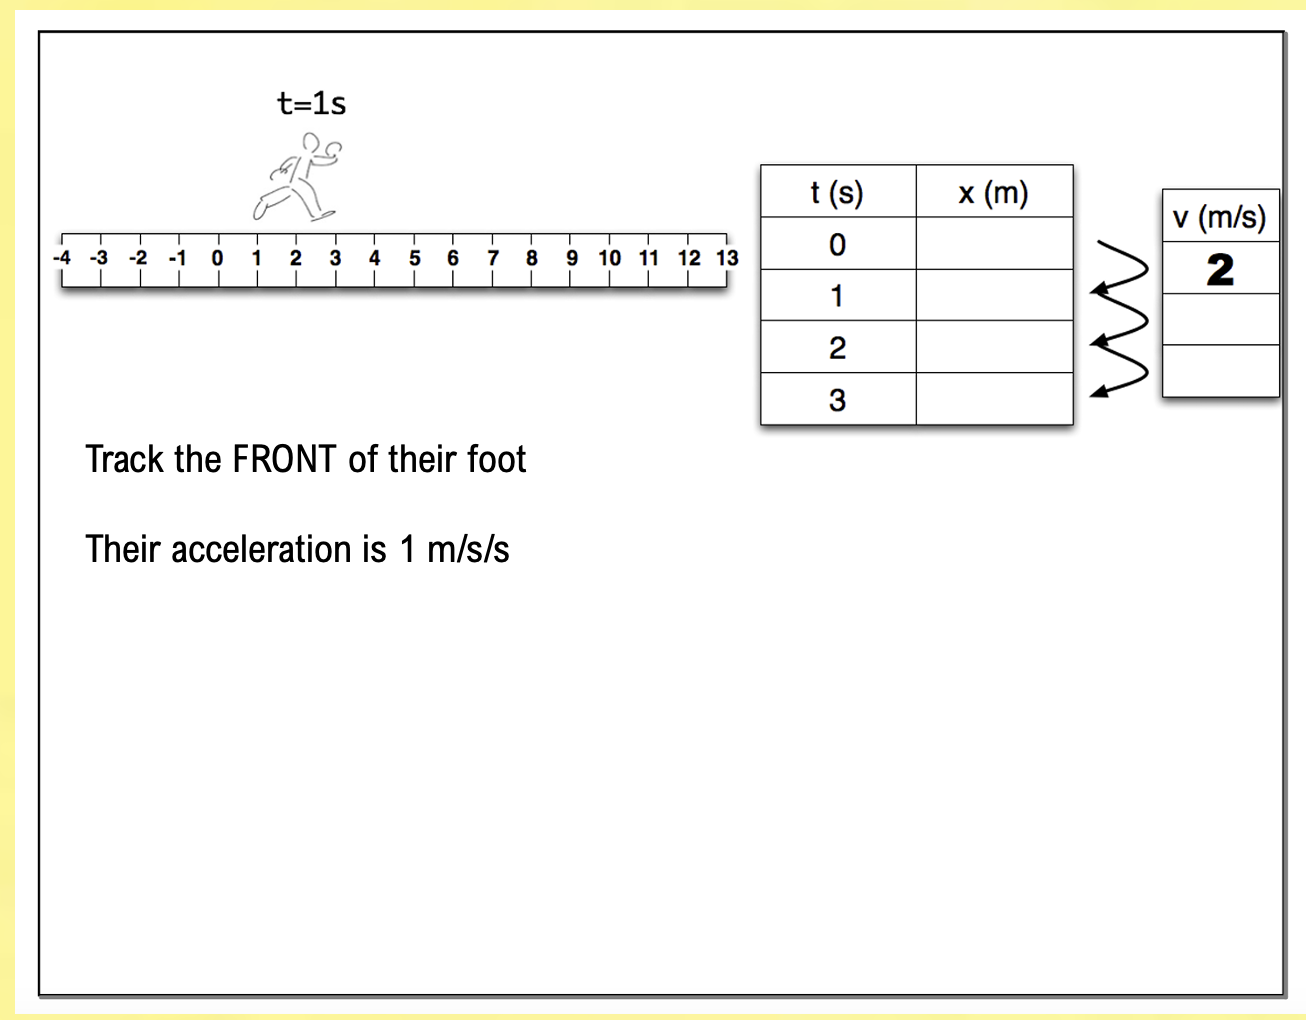 t=1s
-4 -3 -2 -1 0 1 2 3 4 5 6 7 8 9 10 11 12 13
t (s) x (m)
0
1
2
3
v (m/s)
2
Track the FRONT of their foot
Their acceleration is 1 m/s/s